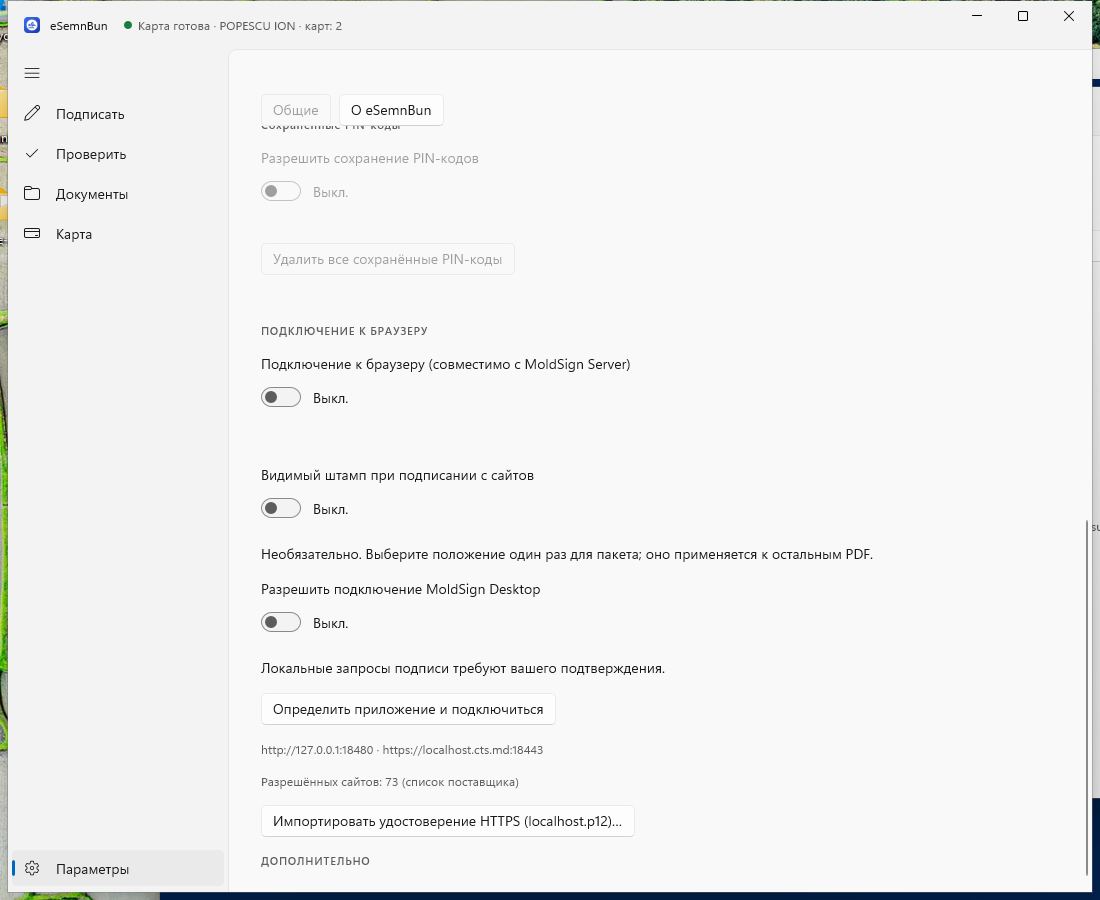 eSemnBun
Карта готова · POPESCU ION · карт: 2
Подписать
Проверить
Документы
Карта
Параметры
Общие
О eSemnBun
Сохранённые PIN-коды
Разрешить сохранение PIN-кодов
Выкл.
Удалить все сохранённые PIN-коды
ПОДКЛЮЧЕНИЕ К БРАУЗЕРУ
Подключение к браузеру (совместимо с MoldSign Server)
Выкл.
Видимый штамп при подписании с сайтов
Выкл.
Необязательно. Выберите положение один раз для пакета; оно применяется к остальным PDF.
Разрешить подключение MoldSign Desktop
Выкл.
Локальные запросы подписи требуют вашего подтверждения.
Определить приложение и подключиться
http://127.0.0.1:18480 · https://localhost.cts.md:18443
Разрешённых сайтов: 73 (список поставщика)
Импортировать удостоверение HTTPS (localhost.p12)...
ДОПОЛНИТЕЛЬНО